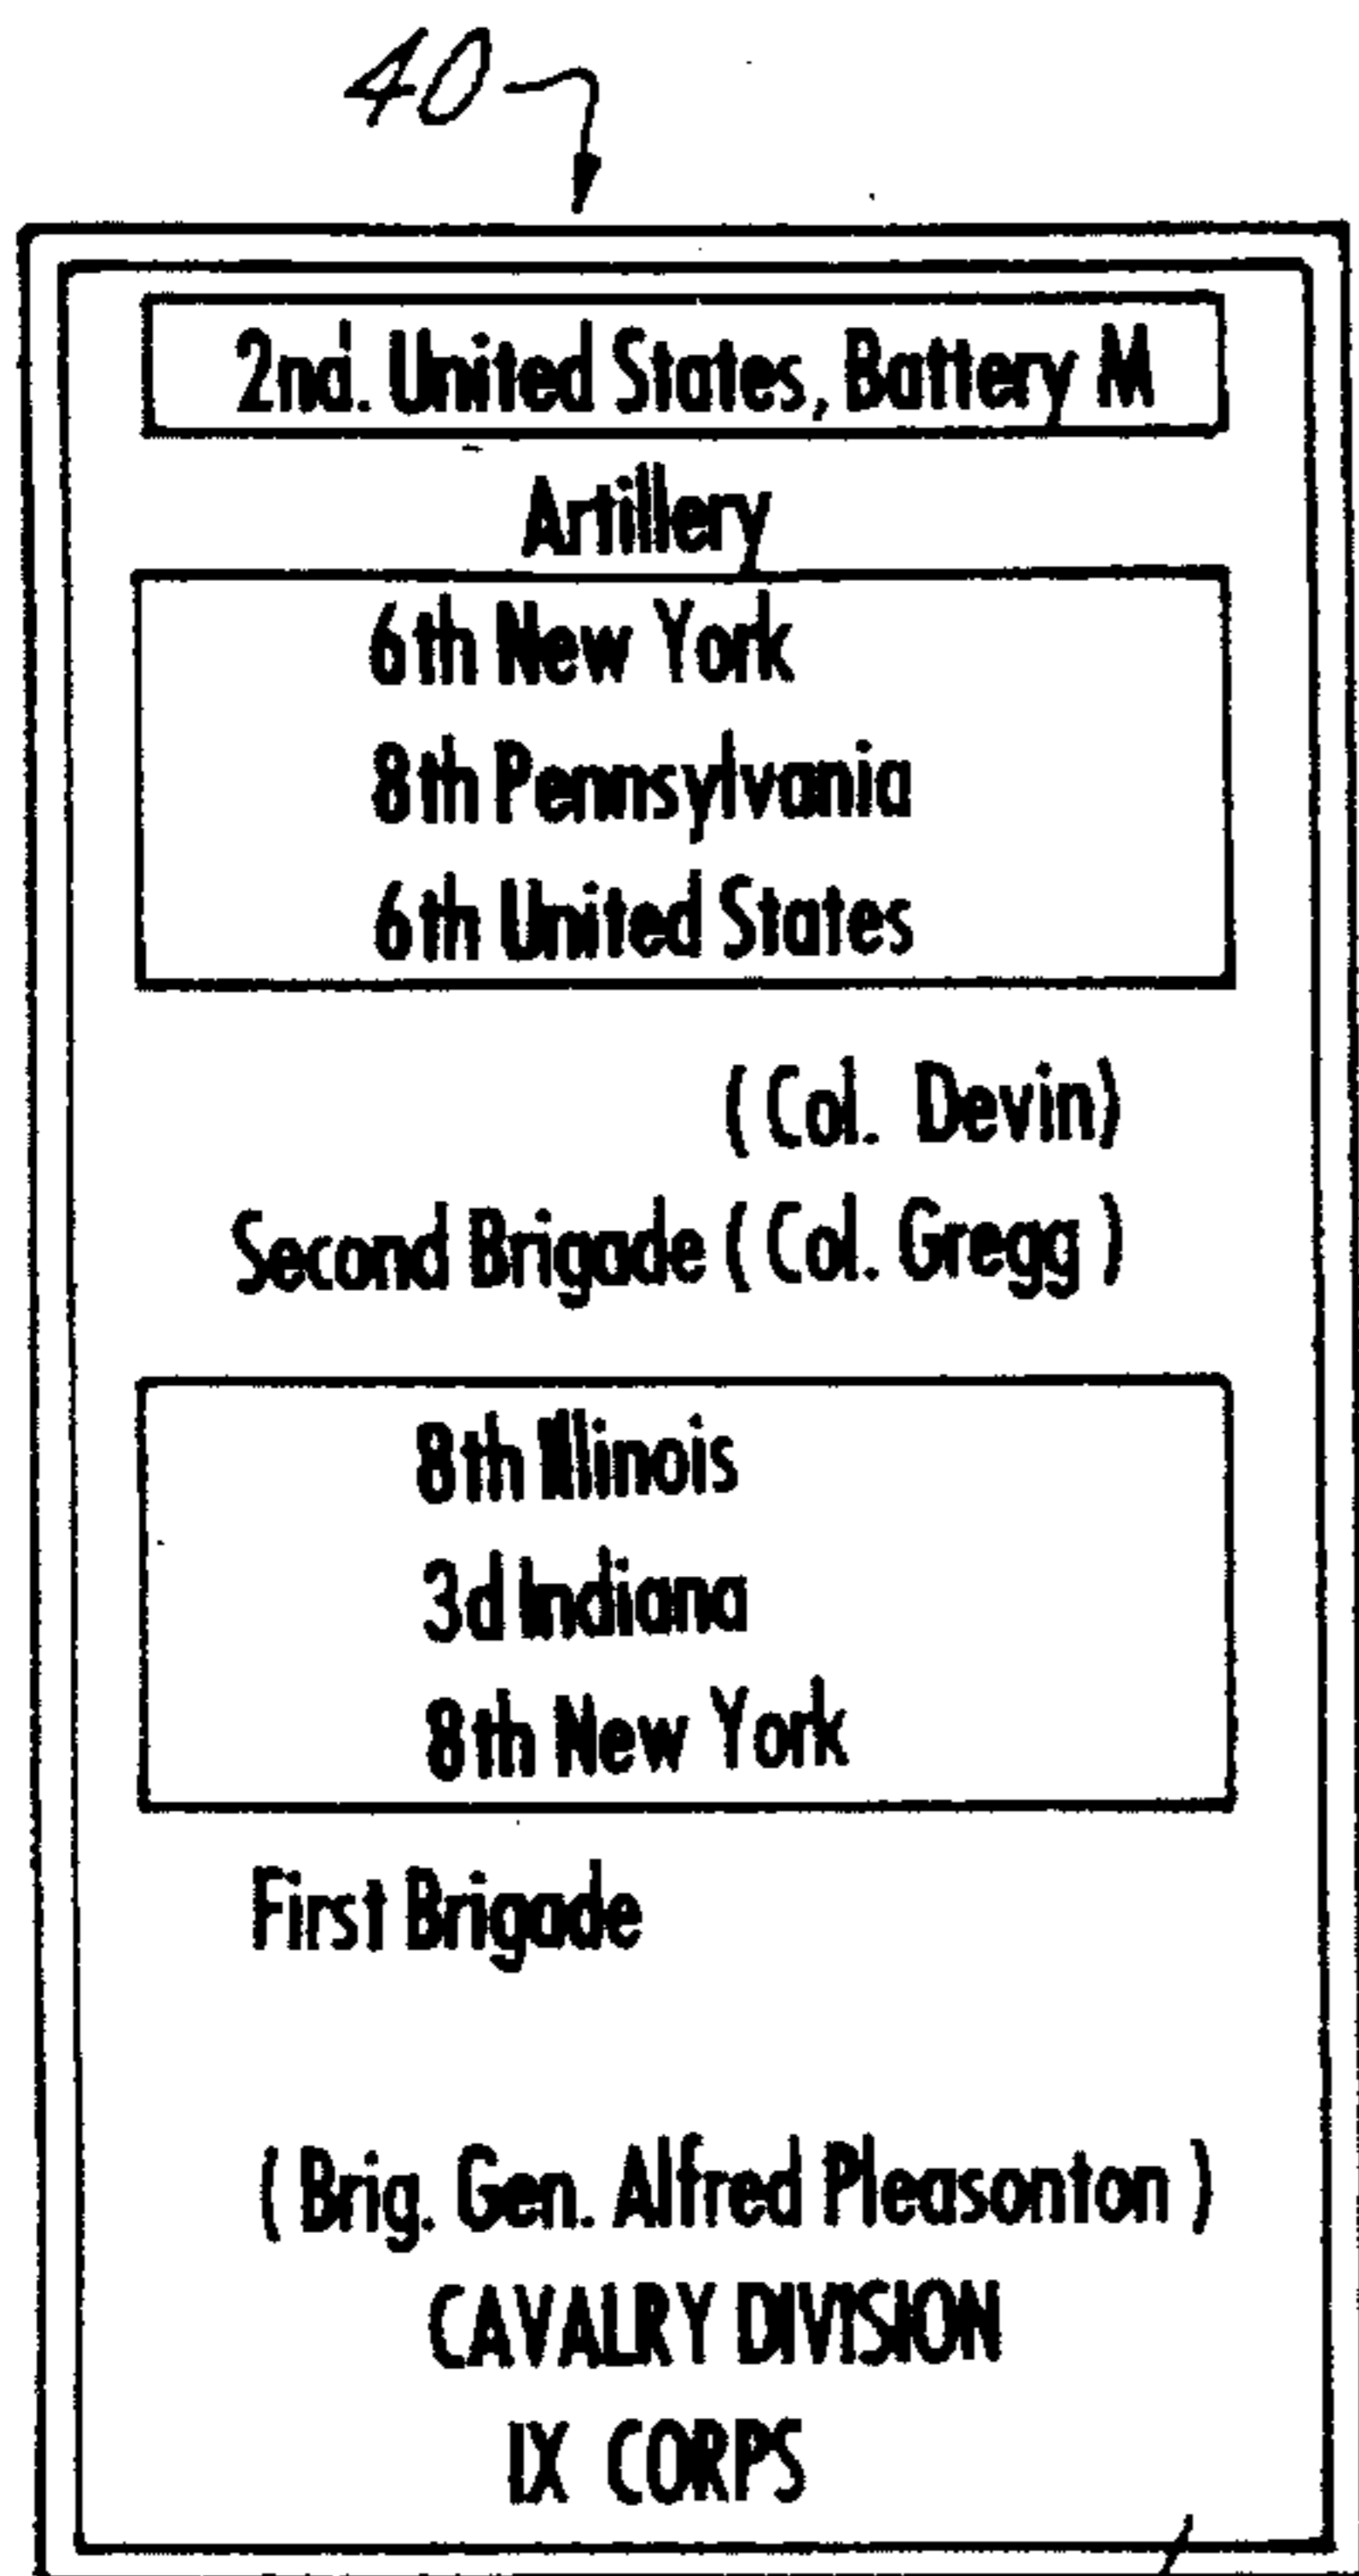 40
2nd. United States, Battery M
Artillery
6th New York
8th Pennsylvania
6th United States
( Col. Devin)
Second Brigade ( Col. Gregg )
8th Illinois
3d Indiana
8th New York
First Brigade
( Brig. Gen. Alfred Pleasonton )
CAVALRY DIVISION
IX CORPS